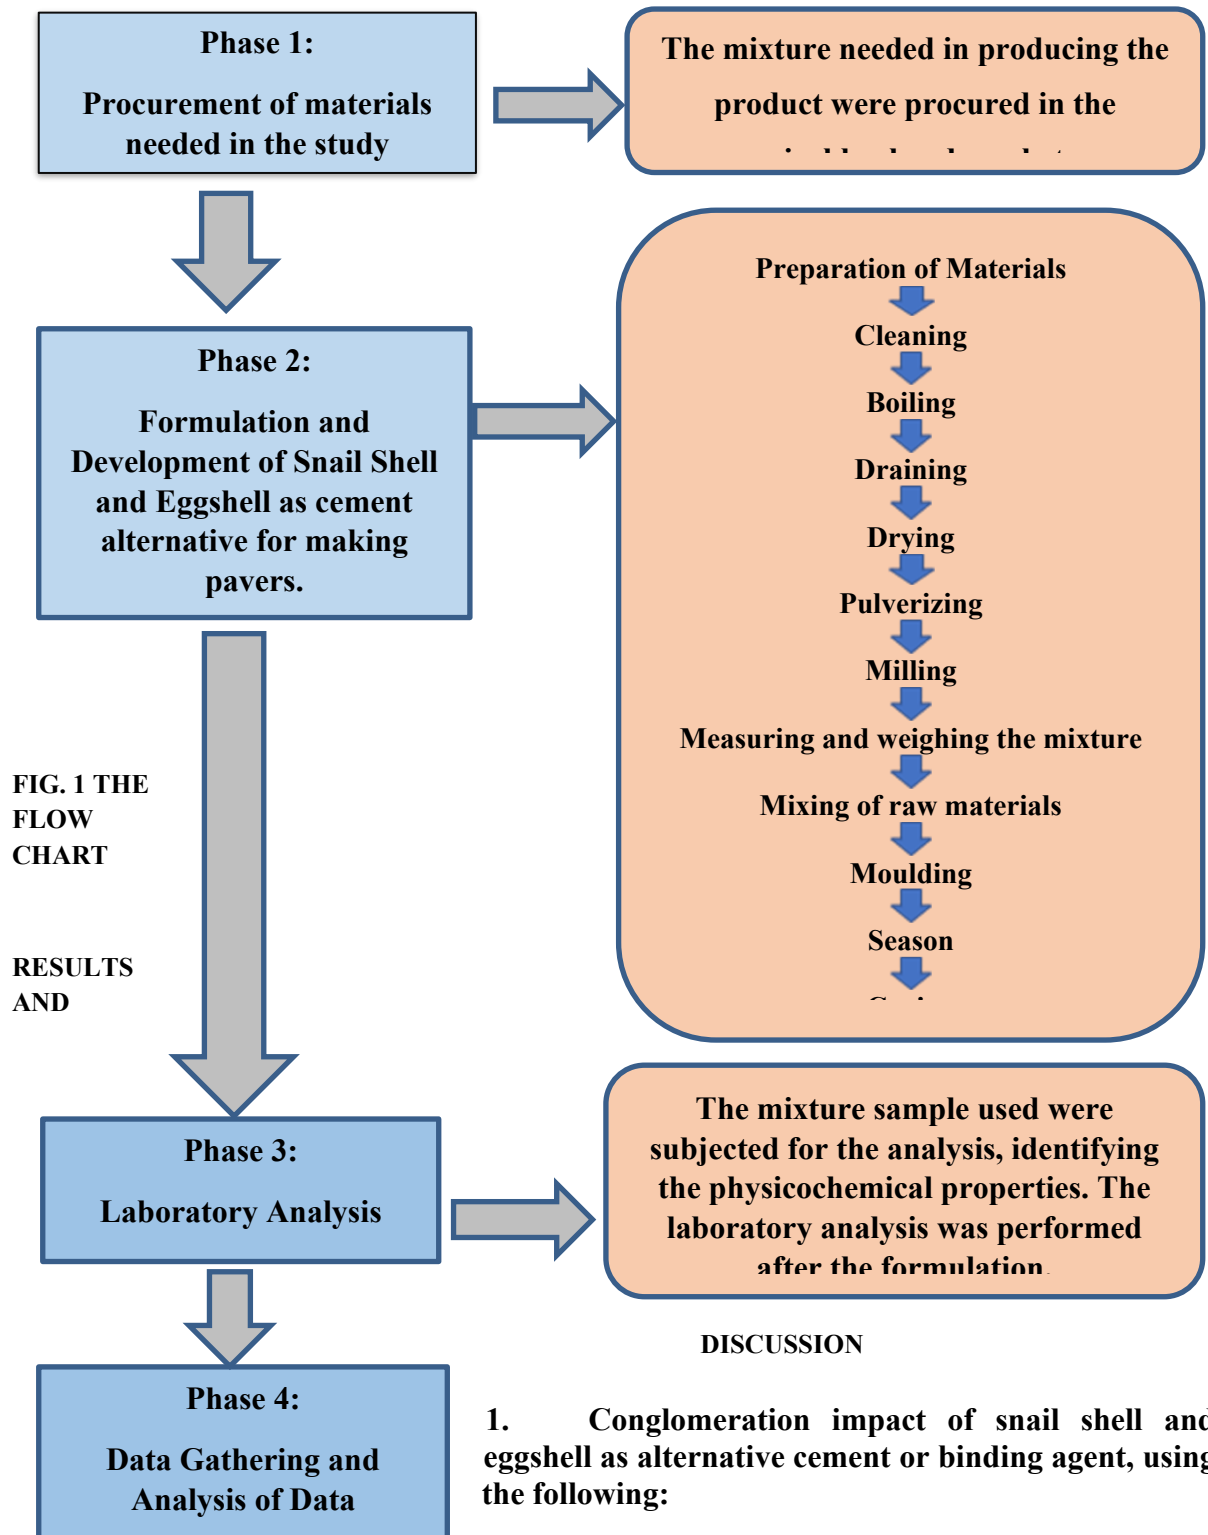 Phase 1:
Procurement of materials
needed in the study
The mixture needed in producing the
product were procured in the
Phase 2:
Formulation and
Development of Snail Shell
and Eggshell as cement
alternative for making
pavers.
Preparation of Materials
Cleaning
Boiling
Draining
Drying
Pulverizing
Milling
Measuring and weighing the mixture
Mixing of raw materials
Moulding
Season
FIG. 1 THE
FLOW
CHART
RESULTS
AND
Phase 3:
Laboratory Analysis
The mixture sample used were
subjected for the analysis, identifying
the physicochemical properties. The
laboratory analysis was performed
after the formulation.
DISCUSSION
Phase 4:
Data Gathering and
Analysis of Data
1. Conglomeration impact of snail shell and
eggshell as alternative cement or binding agent, using
the following: